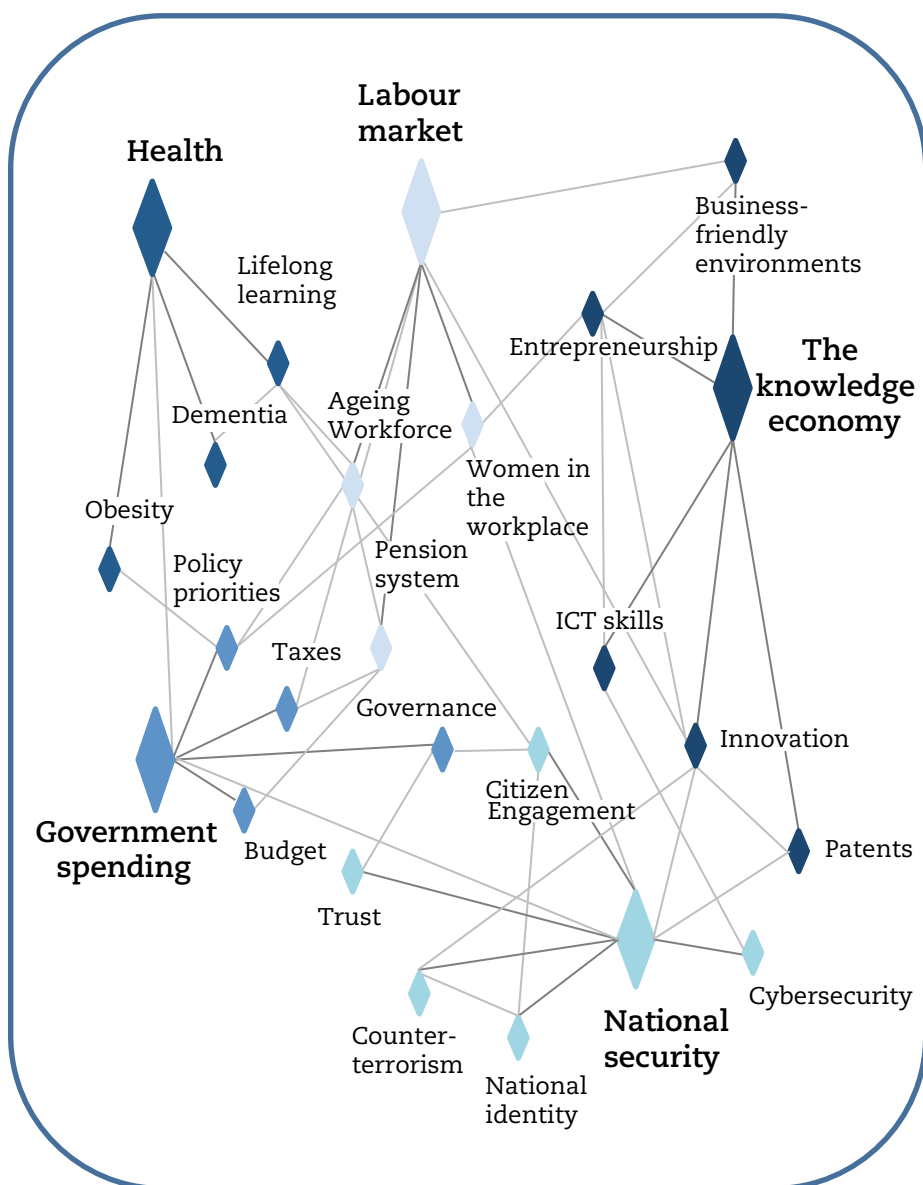 Labour
market
Health
Business-
friendly
environments
Lifelong
learning
Entrepreneurship
The
knowledge
economy
Dementia
Ageing
Workforce
Women in
the
workplace
Obesity
Policy
priorities
Pension
system
ICT skills
Taxes
Governance
Innovation
Citizen
Engagement
Government
spending
Budget
Patents
Trust
Cybersecurity
National
security
Counter-
terrorism
National
identity